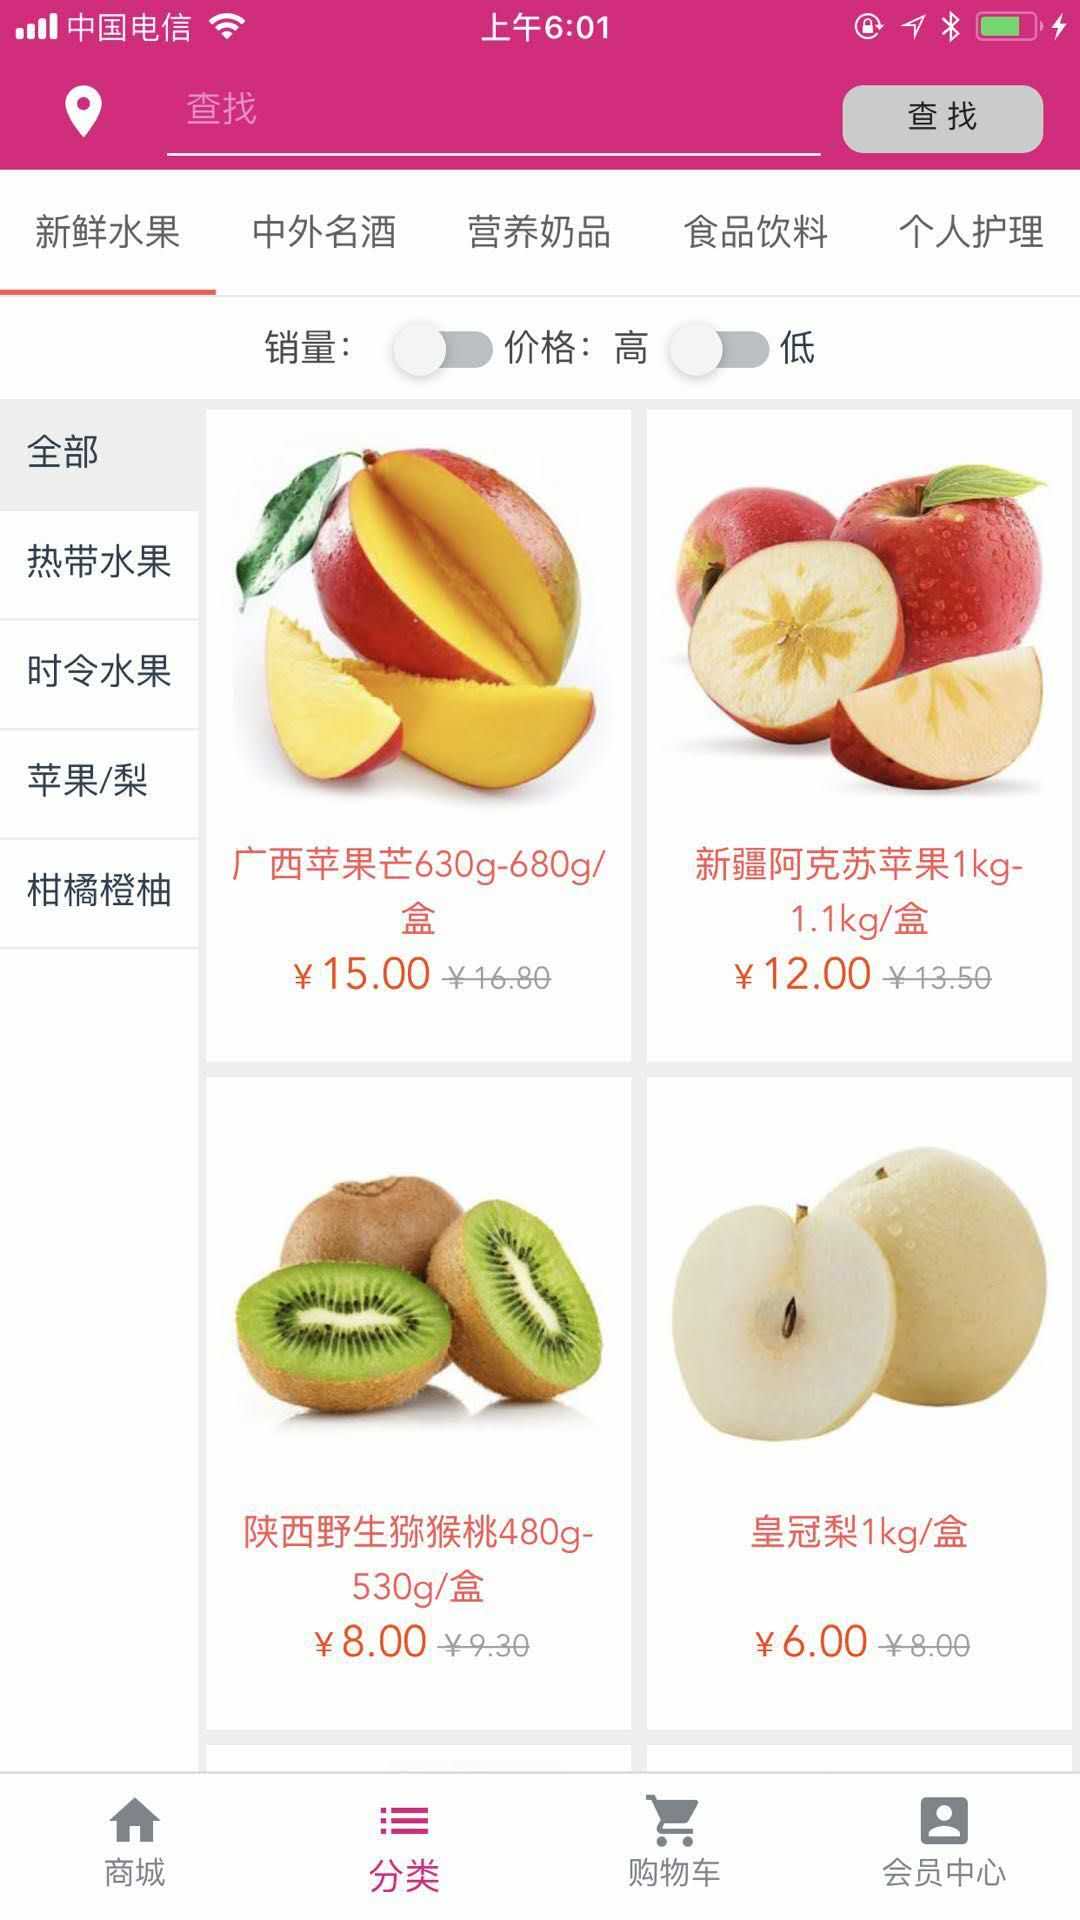 中国电信 上午6:01
查找 查 找
新鲜水果 中外名酒 营养奶品 食品饮料 个人护理
销量： 价格：高 低
全部
热带水果
时令水果
苹果/梨
柑橘橙柚
广西苹果芒630g-680g/
盒
¥15.00 ¥16.80
新疆阿克苏苹果1kg-
1.1kg/盒
¥12.00 ¥13.50
陕西野生猕猴桃480g-
530g/盒
¥8.00 ¥9.30
皇冠梨1kg/盒
¥6.00 ¥8.00
商城 分类 购物车 会员中心